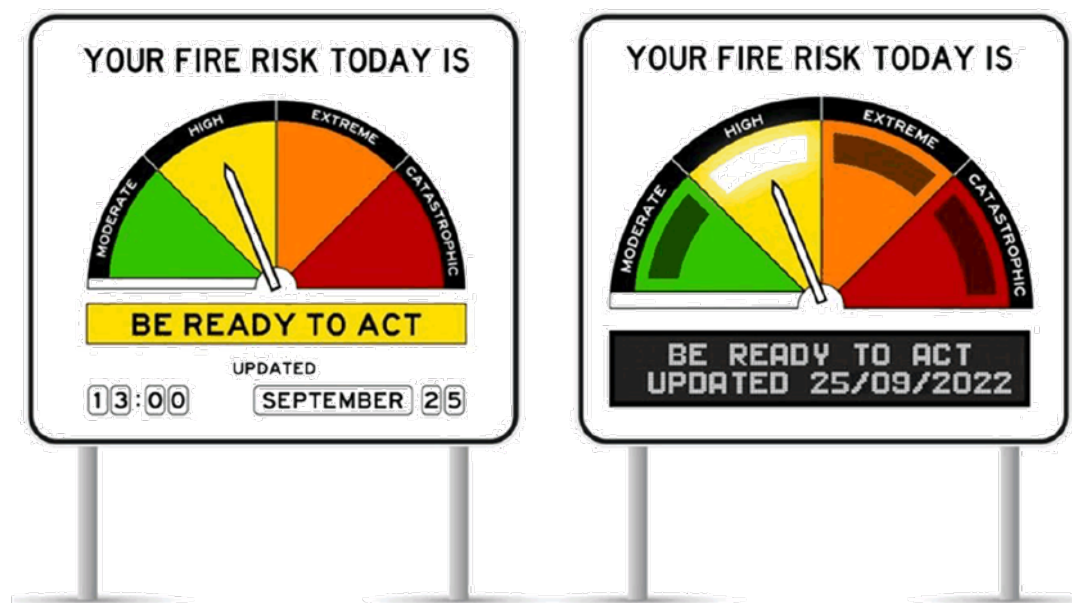 YOUR FIRE RISK TODAY IS
MODERATE
HIGH
EXTREME
CATASTROPHIC
BE READY TO ACT
UPDATED
13:00 SEPTEMBER 25
YOUR FIRE RISK TODAY IS
MODERATE
HIGH
EXTREME
CATASTROPHIC
BE READY TO ACT
UPDATED 25/09/2022